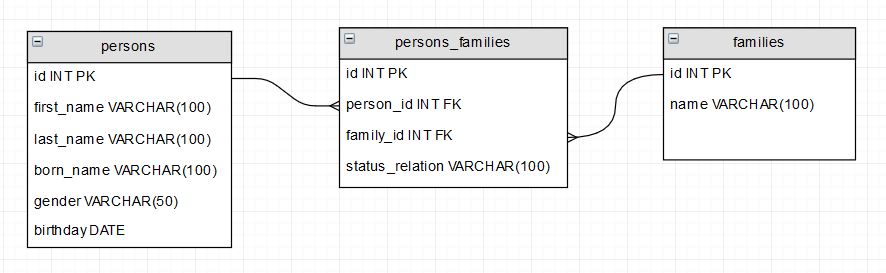 persons
id INT PK
first_name VARCHAR(100)
last_name VARCHAR(100)
born_name VARCHAR(100)
gender VARCHAR(50)
birthday DATE
persons_families
id INT PK
person_id INT FK
family_id INT FK
status_relation VARCHAR(100)
families
id INT PK
name VARCHAR(100)